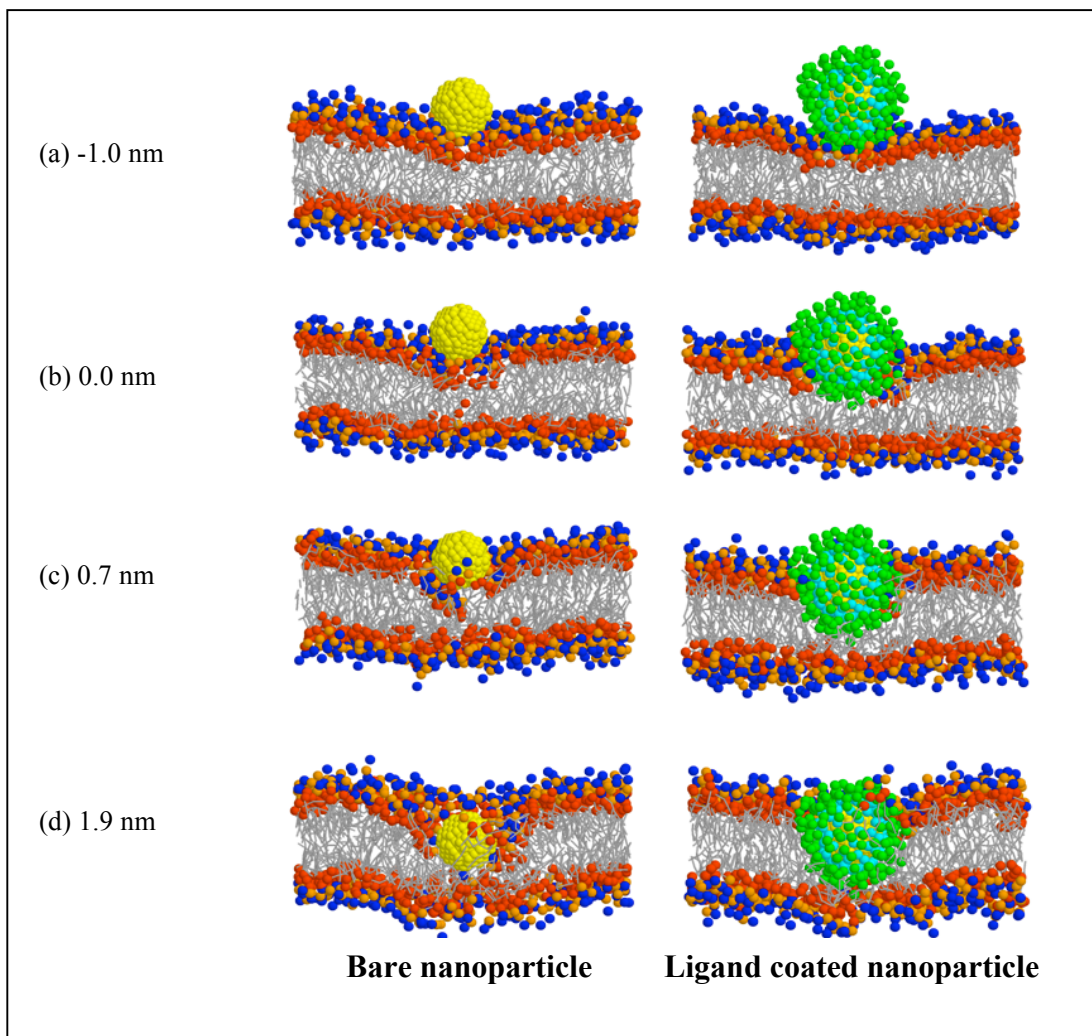 (a) -1.0 nm
(b) 0.0 nm
(c) 0.7 nm
(d) 1.9 nm
Bare nanoparticle
Ligand coated nanoparticle